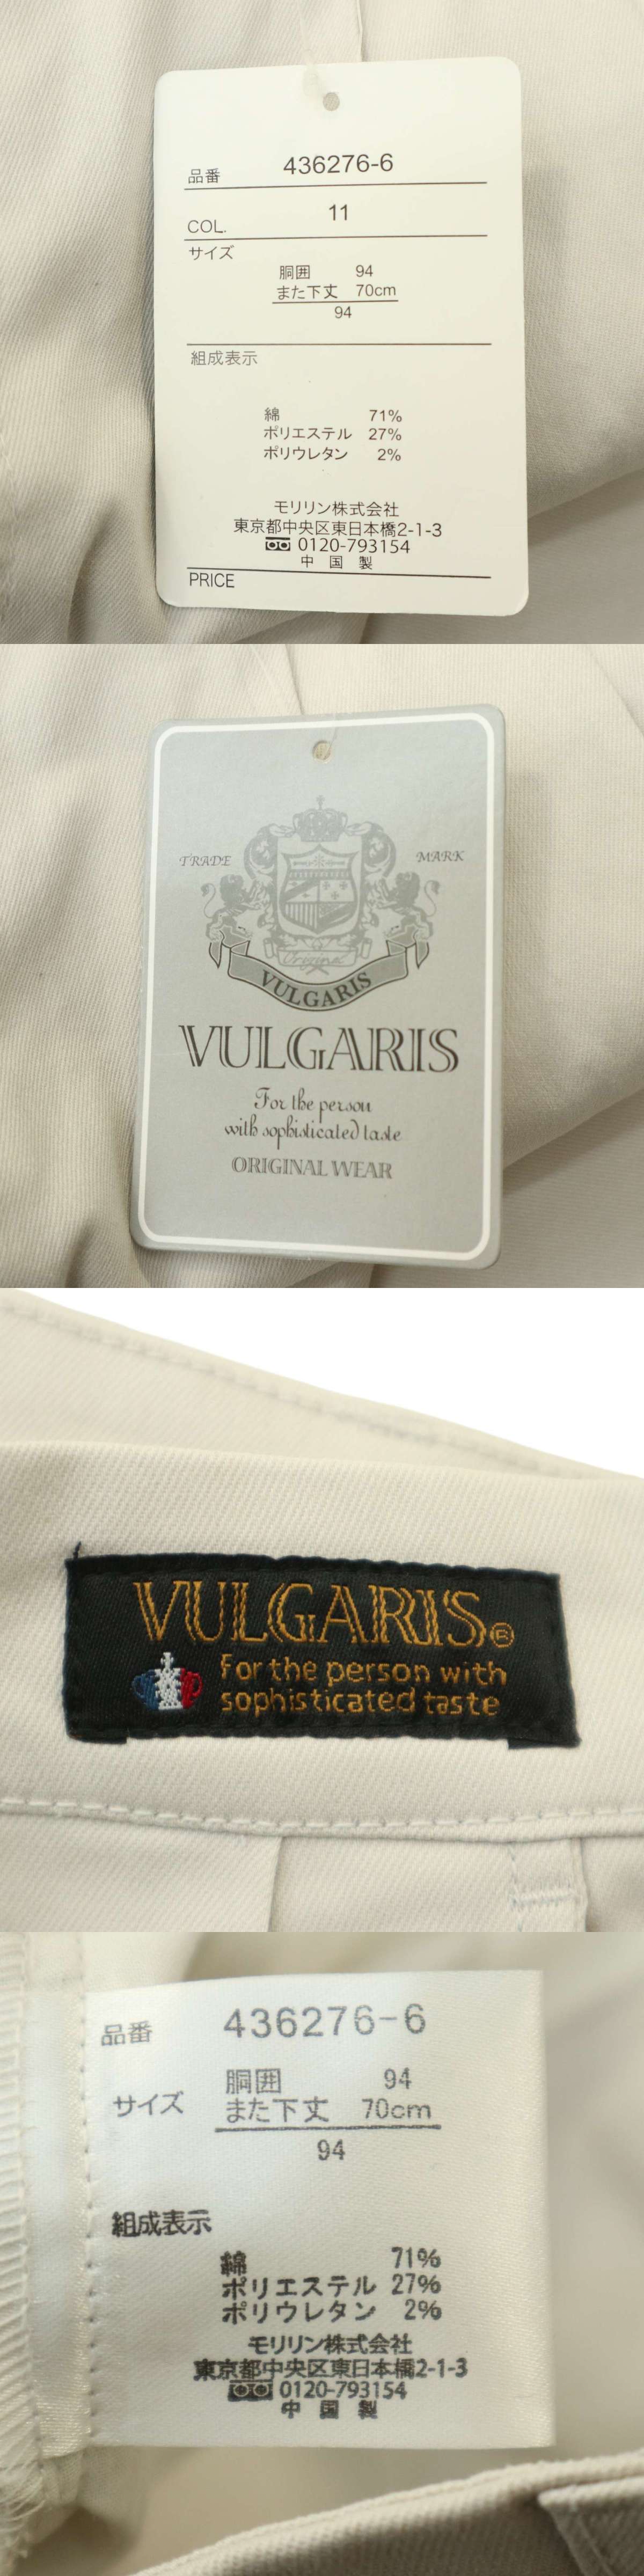 品番 436276-6
COL. 11
サイズ
胴囲 94
また下丈 70cm
94
組成表示
綿 71%
ポリエステル 27%
ポリウレタン 2%
モリリン株式会社
東京都中央区東日本橋2-1-3
0120-793154
中国製
PRICE
TRADE MARK
Original
VULGARIS
VULGARIS
For the person
with sophisticated taste
ORIGINAL WEAR
VULGARIS®
For the person with
sophisticated taste
品番 436276-6
サイズ 胴囲 94
また下丈 70cm
94
組成表示
綿 71%
ポリエステル 27%
ポリウレタン 2%
モリリン株式会社
東京都中央区東日本橋2-1-3
0120-793154
中国製